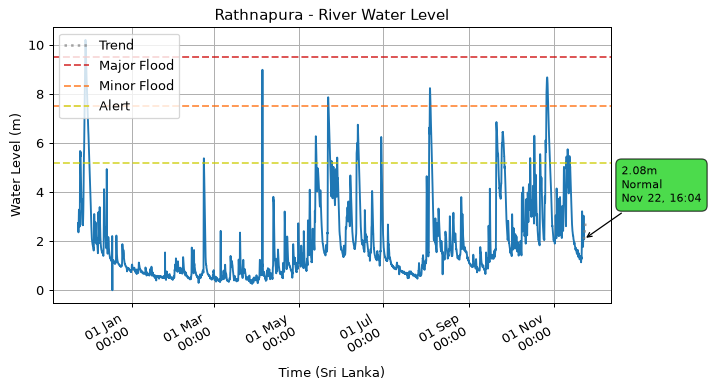 Rathnapura - River Water Level
Trend
Major Flood
Minor Flood
Alert
Water Level (m)
10
8
6
4
2
0
2.08m
Normal
Nov 22, 16:04
01 Jan
00:00
01 Mar
00:00
01 May
00:00
01 Jul
00:00
01 Sep
00:00
01 Nov
00:00
Time (Sri Lanka)